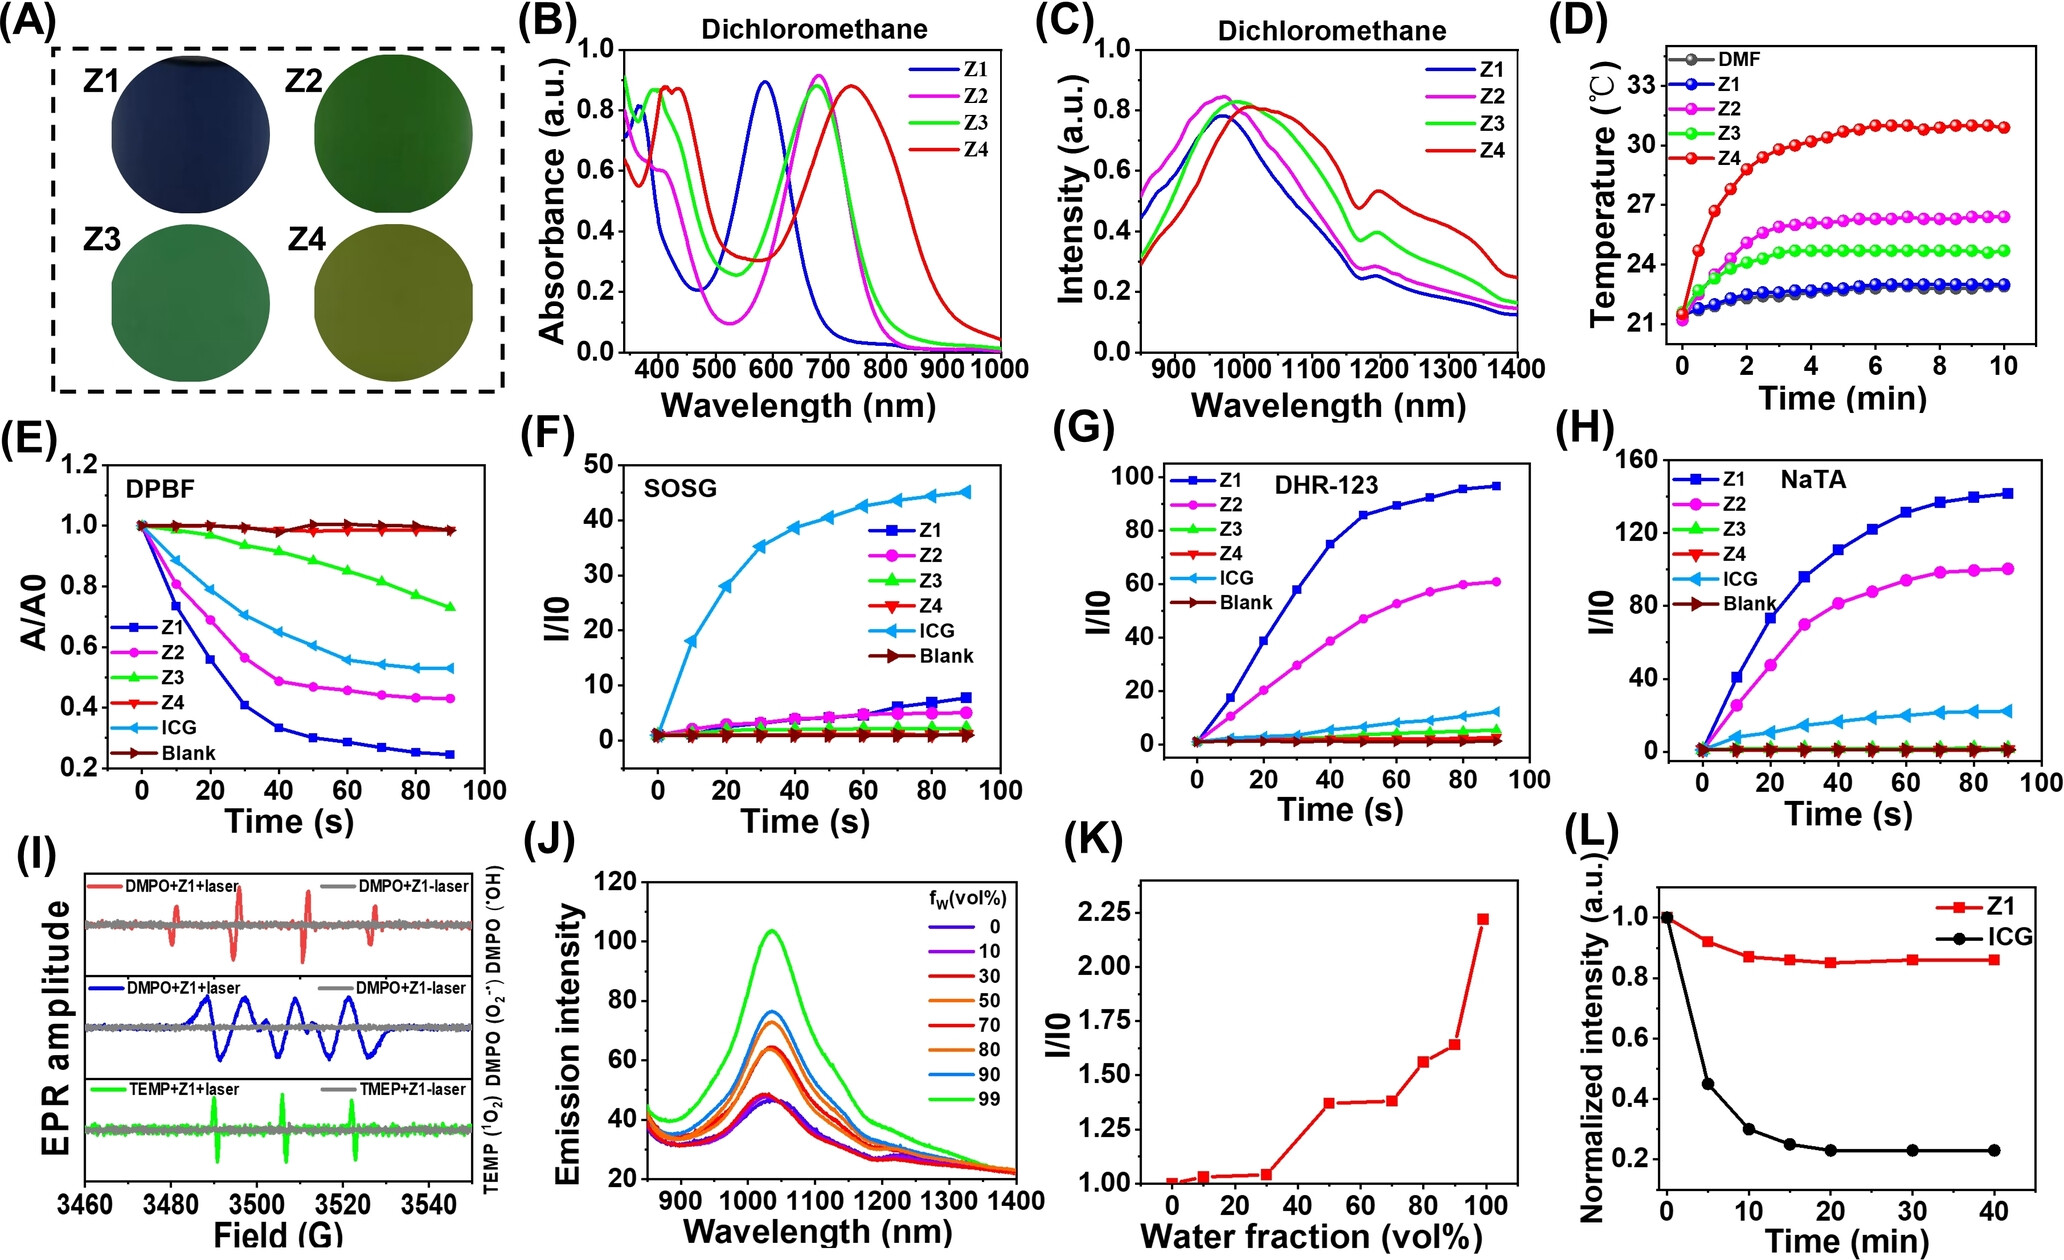 (A)
Z1
Z2
Z3
Z4
(B)
Dichloromethane
Absorbance (a.u.)
1.0
0.8
0.6
0.4
0.2
0.0
Z1
Z2
Z3
Z4
400 500 600 700 800 900 1000
Wavelength (nm)
(C)
Dichloromethane
Intensity (a.u.)
1.0
0.8
0.6
0.4
0.2
0.0
Z1
Z2
Z3
Z4
900 1000 1100 1200 1300 1400
Wavelength (nm)
(D)
Temperature (℃)
33
30
27
24
21
DMF
Z1
Z2
Z3
Z4
0 2 4 6 8 10
Time (min)
(E)
A/A0
1.2
1.0
0.8
0.6
0.4
0.2
DPBF
Z1
Z2
Z3
Z4
ICG
Blank
0 20 40 60 80 100
Time (s)
(F)
I/I0
50
40
30
20
10
0
SOSG
Z1
Z2
Z3
Z4
ICG
Blank
0 20 40 60 80 100
Time (s)
(G)
I/I0
100
80
60
40
20
0
DHR-123
Z1
Z2
Z3
Z4
ICG
Blank
0 20 40 60 80 100
Time (s)
(H)
I/I0
160
120
80
40
0
NaTA
Z1
Z2
Z3
Z4
ICG
Blank
0 20 40 60 80 100
Time (s)
(I)
EPR amplitude
DMPO+Z1+laser DMPO+Z1-laser
DMPO+Z1+laser DMPO+Z1-laser
TEMP+Z1+laser TMEP+Z1-laser
TEMP (¹O₂) DMPO (O₂⁻•) DMPO (•OH)
3460 3480 3500 3520 3540
Field (G)
(J)
Emission intensity
120
100
80
60
40
20
fW(vol%)
0
10
30
50
70
80
90
99
900 1000 1100 1200 1300 1400
Wavelength (nm)
(K)
I/I0
2.25
2.00
1.75
1.50
1.25
1.00
0 20 40 60 80 100
Water fraction (vol%)
(L)
Normalized intensity (a.u.)
1.0
0.8
0.6
0.4
0.2
Z1
ICG
0 10 20 30 40
Time (min)